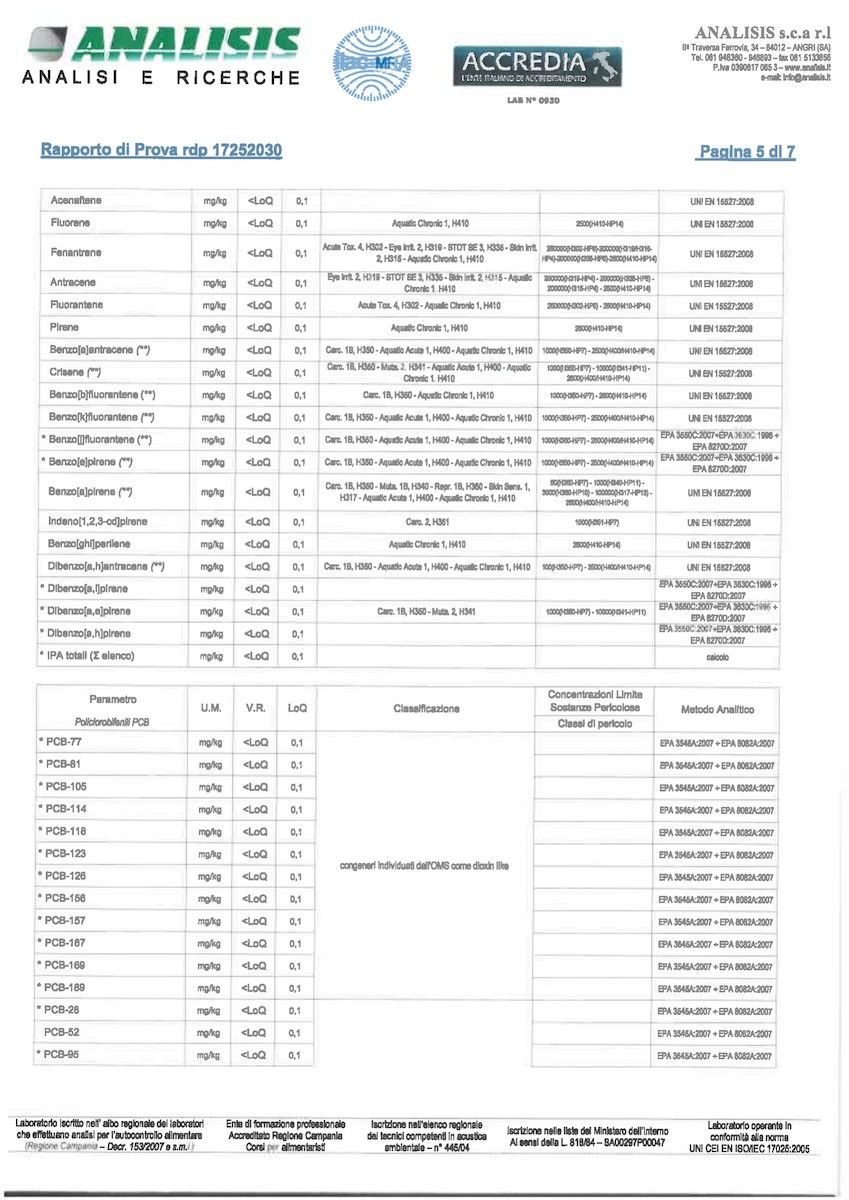 ANALISIS
ANALISI E RICERCHE
ilac-MRA
ACCREDIA
L'ENTE ITALIANO DI ACCREDITAMENTO
LAB N° 0930
ANALISIS s.c.a r.l
IIª Traversa Ferrovia, 34 – 84012 – ANGRI (SA)
Tel. 081 948360 - 946893 – fax 081 5133656
P.iva 0390617 065 3 – www.analisis.it
e-mail: info@analisis.it
Rapporto di Prova rdp 17252030 Pagina 5 di 7
Acenaftene mg/kg <LoQ 0,1 UNI EN 15527:2008
Fluorene mg/kg <LoQ 0,1 Aquatic Chronic 1, H410 2500(H410-HP14) UNI EN 15527:2008
Fenantrene mg/kg <LoQ 0,1 Acute Tox. 4, H302 - Eye Irrit. 2, H319 - STOT SE 3, H335 - Skin Irrit. 2, H315 - Aquatic Chronic 1, H410 UNI EN 15527:2008
Antracene mg/kg <LoQ 0,1 Eye Irrit. 2, H319 - STOT SE 3, H335 - Skin Irrit. 2, H315 - Aquatic Chronic 1, H410 UNI EN 15527:2008
Fluorantene mg/kg <LoQ 0,1 Acute Tox. 4, H302 - Aquatic Chronic 1, H410 250000(H302-HP6) - 2500(H410-HP14) UNI EN 15527:2008
Pirene mg/kg <LoQ 0,1 Aquatic Chronic 1, H410 2500(H410-HP14) UNI EN 15527:2008
Benzo[a]antracene (**) mg/kg <LoQ 0,1 Carc. 1B, H350 - Aquatic Acute 1, H400 - Aquatic Chronic 1, H410 1000(H350-HP7) - 2500(H400/H410-HP14) UNI EN 15527:2008
Crisene (**) mg/kg <LoQ 0,1 Carc. 1B, H350 - Muta. 2, H341 - Aquatic Acute 1, H400 - Aquatic Chronic 1, H410 1000(H350-HP7) - 10000(H341-HP11) - 2500(H400/H410-HP14) UNI EN 15527:2008
Benzo[b]fluorantene (**) mg/kg <LoQ 0,1 Carc. 1B, H350 - Aquatic Chronic 1, H410 1000(H350-HP7) - 2500(H410-HP14) UNI EN 15527:2008
Benzo[k]fluorantene (**) mg/kg <LoQ 0,1 Carc. 1B, H350 - Aquatic Acute 1, H400 - Aquatic Chronic 1, H410 1000(H350-HP7) - 2500(H400/H410-HP14) UNI EN 15527:2008
* Benzo[j]fluorantene (**) mg/kg <LoQ 0,1 Carc. 1B, H350 - Aquatic Acute 1, H400 - Aquatic Chronic 1, H410 1000(H350-HP7) - 2500(H400/H410-HP14) EPA 3550C:2007+EPA 3630C:1996 + EPA 8270D:2007
* Benzo[e]pirene (**) mg/kg <LoQ 0,1 Carc. 1B, H350 - Aquatic Acute 1, H400 - Aquatic Chronic 1, H410 1000(H350-HP7) - 2500(H400/H410-HP14) EPA 3550C:2007+EPA 3630C:1996 + EPA 8270D:2007
Benzo[a]pirene (**) mg/kg <LoQ 0,1 Carc. 1B, H350 - Muta. 1B, H340 - Repr. 1B, H360 - Skin Sens. 1, H317 - Aquatic Acute 1, H400 - Aquatic Chronic 1, H410 50(H350-HP7) - 1000(H340-HP11) - 3000(H360-HP10) - 100000(H317-HP13) - 2500(H400/H410-HP14) UNI EN 15527:2008
Indeno[1,2,3-cd]pirene mg/kg <LoQ 0,1 Carc. 2, H351 1000(H351-HP7) UNI EN 15527:2008
Benzo[ghi]perilene mg/kg <LoQ 0,1 Aquatic Chronic 1, H410 2500(H410-HP14) UNI EN 15527:2008
Dibenzo[a,h]antracene (**) mg/kg <LoQ 0,1 Carc. 1B, H350 - Aquatic Acute 1, H400 - Aquatic Chronic 1, H410 100(H350-HP7) - 2500(H400/H410-HP14) UNI EN 15527:2008
* Dibenzo[a,l]pirene mg/kg <LoQ 0,1 EPA 3550C:2007+EPA 3630C:1996 + EPA 8270D:2007
* Dibenzo[a,e]pirene mg/kg <LoQ 0,1 Carc. 1B, H350 - Muta. 2, H341 1000(H350-HP7) - 10000(H341-HP11) EPA 3550C:2007+EPA 3630C:1996 + EPA 8270D:2007
* Dibenzo[a,h]pirene mg/kg <LoQ 0,1 EPA 3550C:2007+EPA 3630C:1996 + EPA 8270D:2007
* IPA totali (Σ elenco) mg/kg <LoQ 0,1 calcolo
Parametro U.M. V.R. LoQ Classificazione Concentrazioni Limite Sostanze Pericolose Metodo Analitico
Policlorobifenili PCB Classi di pericolo
* PCB-77 mg/kg <LoQ 0,1 EPA 3545A:2007 + EPA 8082A:2007
* PCB-81 mg/kg <LoQ 0,1 EPA 3545A:2007 + EPA 8082A:2007
* PCB-105 mg/kg <LoQ 0,1 EPA 3545A:2007 + EPA 8082A:2007
* PCB-114 mg/kg <LoQ 0,1 EPA 3545A:2007 + EPA 8082A:2007
* PCB-118 mg/kg <LoQ 0,1 EPA 3545A:2007 + EPA 8082A:2007
* PCB-123 mg/kg <LoQ 0,1 EPA 3545A:2007 + EPA 8082A:2007
congeneri individuati dall'OMS come dioxin like
* PCB-126 mg/kg <LoQ 0,1 EPA 3545A:2007 + EPA 8082A:2007
* PCB-156 mg/kg <LoQ 0,1 EPA 3545A:2007 + EPA 8082A:2007
* PCB-157 mg/kg <LoQ 0,1 EPA 3545A:2007 + EPA 8082A:2007
* PCB-167 mg/kg <LoQ 0,1 EPA 3545A:2007 + EPA 8082A:2007
* PCB-169 mg/kg <LoQ 0,1 EPA 3545A:2007 + EPA 8082A:2007
* PCB-189 mg/kg <LoQ 0,1 EPA 3545A:2007 + EPA 8082A:2007
* PCB-28 mg/kg <LoQ 0,1 EPA 3545A:2007 + EPA 8082A:2007
PCB-52 mg/kg <LoQ 0,1 EPA 3545A:2007 + EPA 8082A:2007
* PCB-95 mg/kg <LoQ 0,1 EPA 3545A:2007 + EPA 8082A:2007
Laboratorio iscritto nell' albo regionale dei laboratori
che effettuano analisi per l'autocontrollo alimentare
(Regione Campania – Decr. 153/2007 e s.m.i.)
Ente di formazione professionale
Accreditato Regione Campania
Corsi per alimentaristi
Iscrizione nell'elenco regionale
dei tecnici competenti in acustica
ambientale – n° 445/04
Iscrizione nelle liste del Ministero dell'Interno
Ai sensi della L. 818/84 – SA00297P00047
Laboratorio operante in
conformità alla norma
UNI CEI EN ISO/IEC 17025:2005